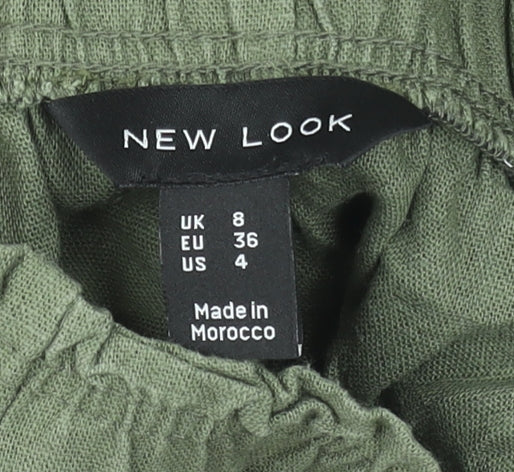 NEW LOOK
UK 8
EU 36
US 4
Made in
Morocco